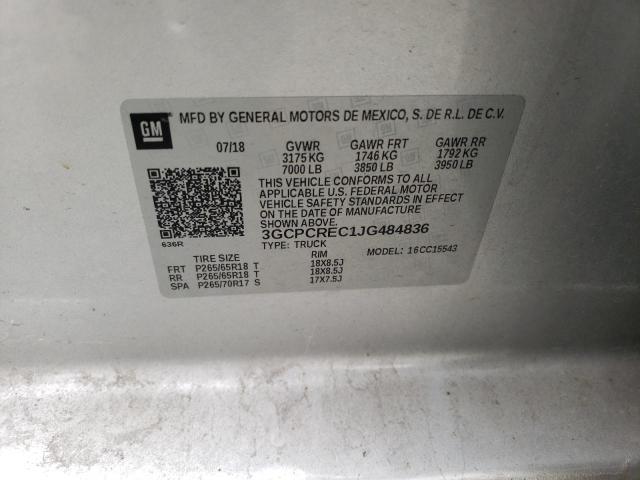 GM
MFD BY GENERAL MOTORS DE MEXICO, S. DE R.L. DE C.V.
07/18 GVWR GAWR FRT GAWR RR
3175 KG 1746 KG 1792 KG
7000 LB 3850 LB 3950 LB
THIS VEHICLE CONFORMS TO ALL
APPLICABLE U.S. FEDERAL MOTOR
VEHICLE SAFETY STANDARDS IN EFFECT
ON THE DATE OF MANUFACTURE
SHOWN ABOVE.
3GCPCREC1JG484836
636R TYPE: TRUCK MODEL: 16CC15543
TIRE SIZE RIM
FRT P265/65R18 T 18X8.5J
RR P265/65R18 T 18X8.5J
SPA P265/70R17 S 17X7.5J